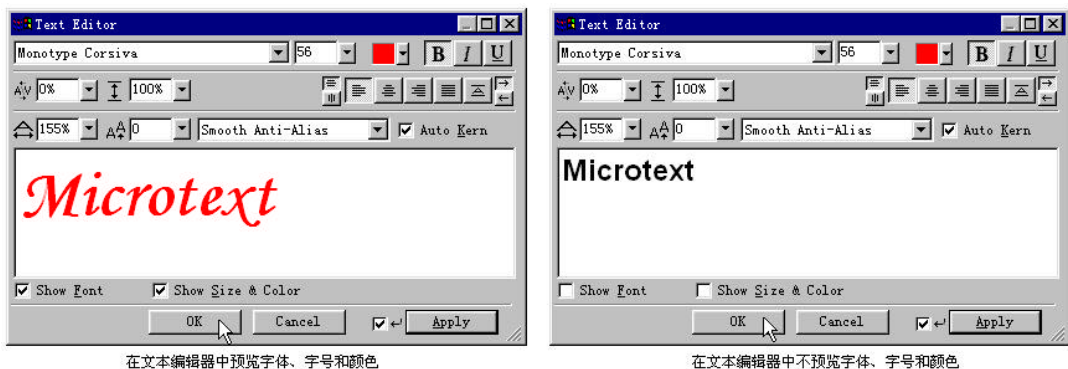 Text Editor
Monotype Corsiva 56 B I U
AV 0% 100%
155% AA 0 Smooth Anti-Alias Auto Kern
Microtext
Show Font Show Size & Color
OK Cancel Apply
在文本编辑器中预览字体、字号和颜色
Text Editor
Monotype Corsiva 56 B I U
AV 0% 100%
155% AA 0 Smooth Anti-Alias Auto Kern
Microtext
Show Font Show Size & Color
OK Cancel Apply
在文本编辑器中不预览字体、字号和颜色